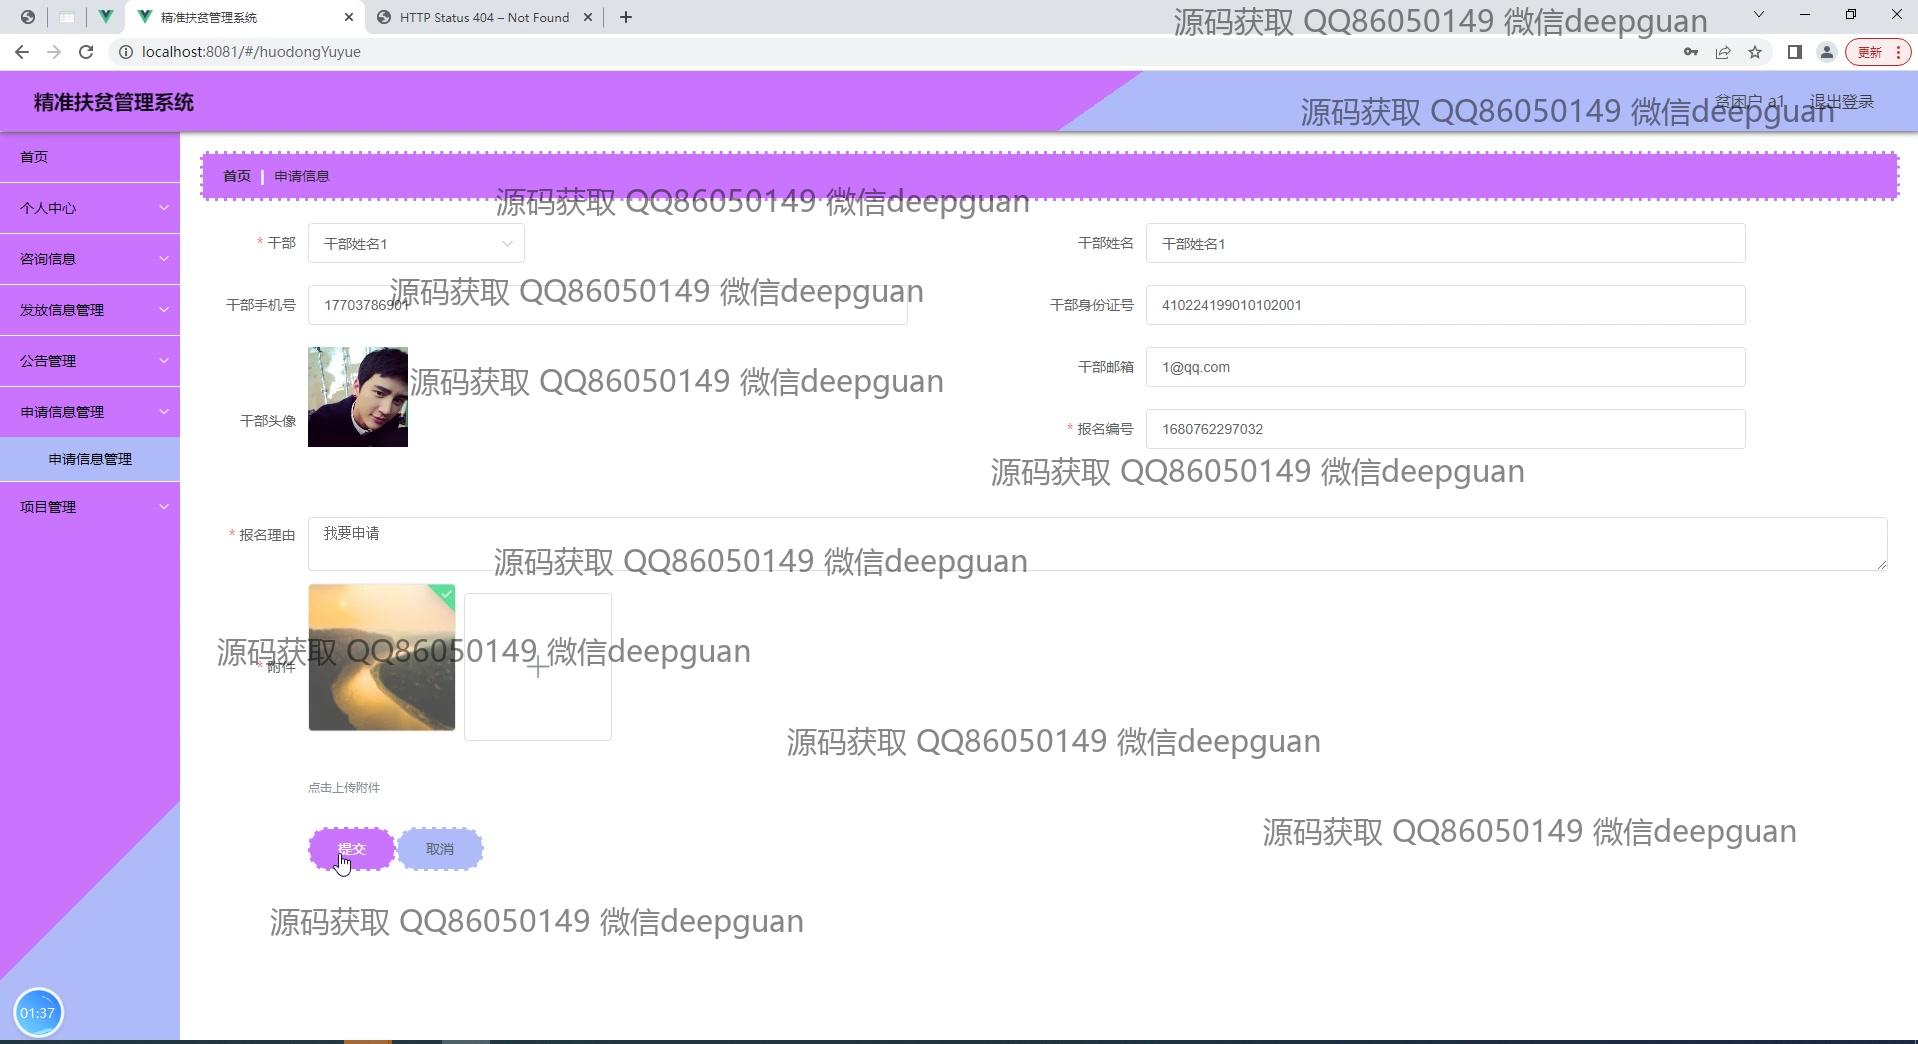 精准扶贫管理系统
HTTP Status 404 – Not Found
源码获取 QQ86050149 微信deepguan
localhost:8081/#/huodongYuyue
更新
精准扶贫管理系统
贫困户 a1
退出登录
源码获取 QQ86050149 微信deepguan
首页
个人中心
咨询信息
发放信息管理
公告管理
申请信息管理
申请信息管理
项目管理
首页 | 申请信息
源码获取 QQ86050149 微信deepguan
* 干部 干部姓名1
干部姓名 干部姓名1
干部手机号 17703786901
源码获取 QQ86050149 微信deepguan
干部身份证号 410224199010102001
干部头像
源码获取 QQ86050149 微信deepguan
干部邮箱 1@qq.com
* 报名编号 1680762297032
源码获取 QQ86050149 微信deepguan
* 报名理由 我要申请
源码获取 QQ86050149 微信deepguan
* 附件
源码获取 QQ86050149 微信deepguan
源码获取 QQ86050149 微信deepguan
点击上传附件
源码获取 QQ86050149 微信deepguan
提交
取消
源码获取 QQ86050149 微信deepguan
01:37